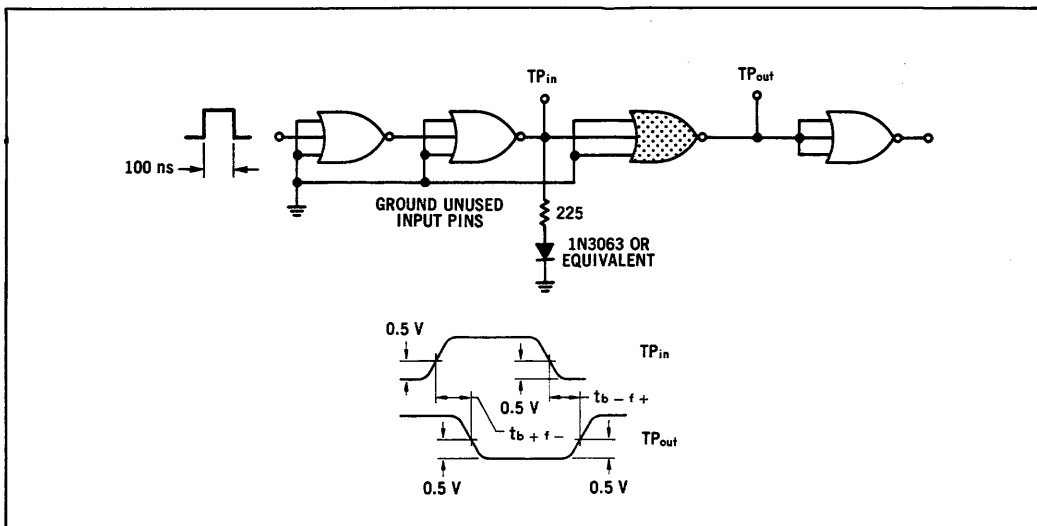 TPin
TPout
100 ns
GROUND UNUSED
INPUT PINS
225
1N3063 OR
EQUIVALENT
0.5 V
TPin
0.5 V
tb – f +
tb + f –
TPout
0.5 V
0.5 V